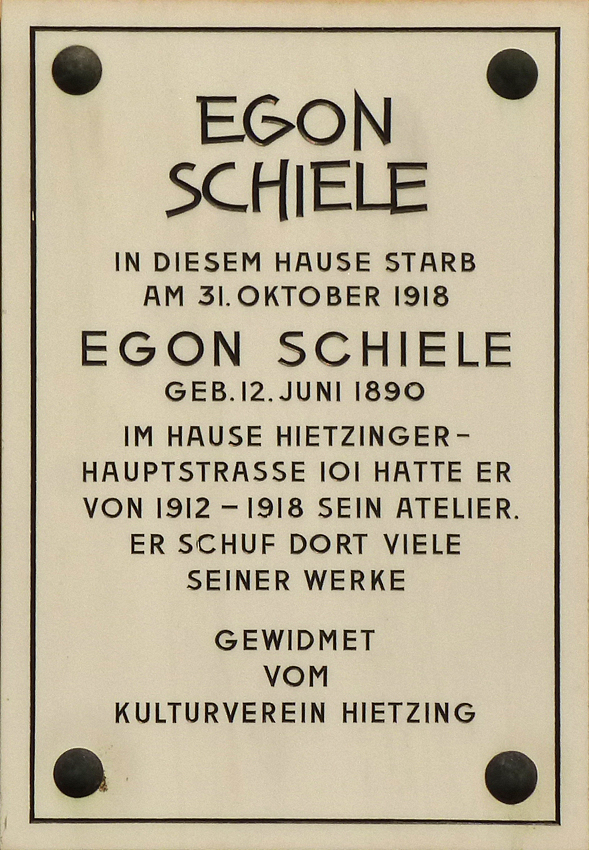 EGON
SCHIELE
IN DIESEM HAUSE STARB
AM 31. OKTOBER 1918
EGON SCHIELE
GEB. 12. JUNI 1890
IM HAUSE HIETZINGER-
HAUPTSTRASSE 101 HATTE ER
VON 1912 – 1918 SEIN ATELIER.
ER SCHUF DORT VIELE
SEINER WERKE
GEWIDMET
VOM
KULTURVEREIN HIETZING